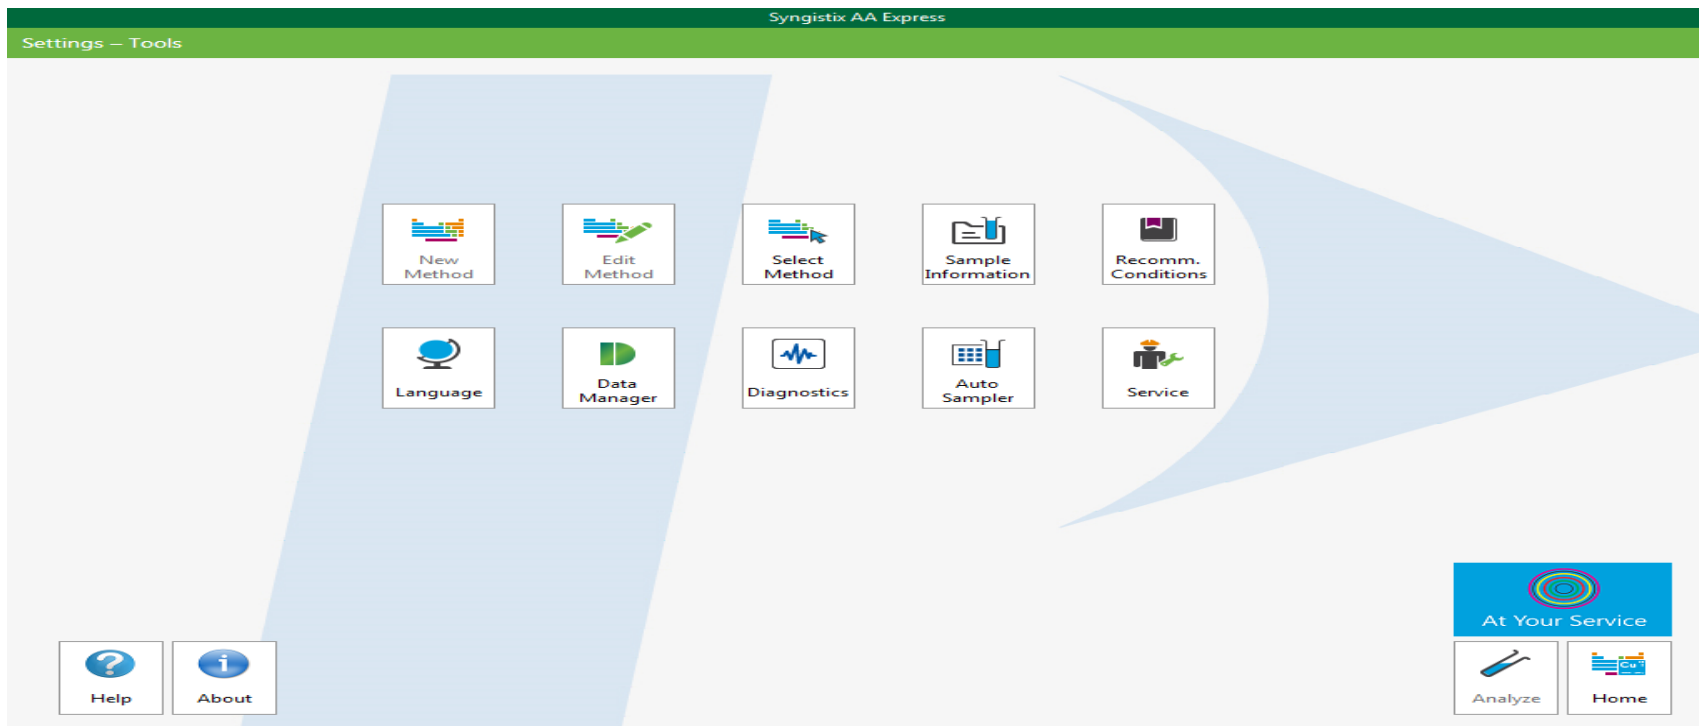 Syngistix AA Express
Settings – Tools
New
Method
Edit
Method
Select
Method
Sample
Information
Recomm.
Conditions
Language
Data
Manager
Diagnostics
Auto
Sampler
Service
At Your Service
Help
About
Analyze
Cu
Home